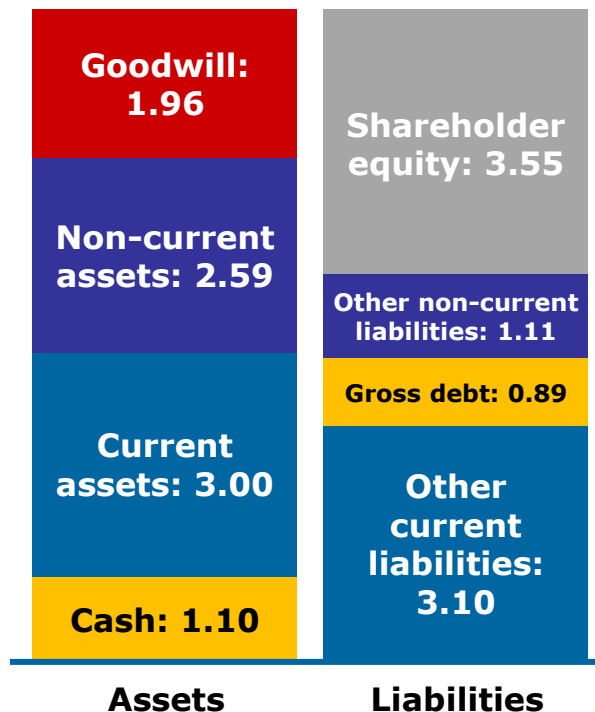 Goodwill:
1.96
Non-current
assets: 2.59
Current
assets: 3.00
Cash: 1.10
Shareholder
equity: 3.55
Other non-current
liabilities: 1.11
Gross debt: 0.89
Other
current
liabilities:
3.10
Assets
Liabilities